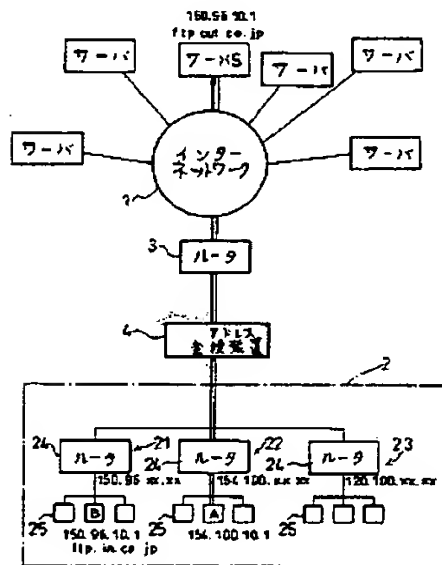 150.96.10.1
ftp out co.jp
サーバ
サーバS
サーバ
サーバ
サーバ
サーバ
インター
ネットワーク
1
3
ルータ
4
アドレス
変換装置
2
24
ルータ
21
24
ルータ
22
24
ルータ
23
150.96.xx.xx
154.100.xx.xx
120.100.xx.xx
B
25
A
25
25
150.96.10.1
154.100.10.1
ftp.in.co.jp